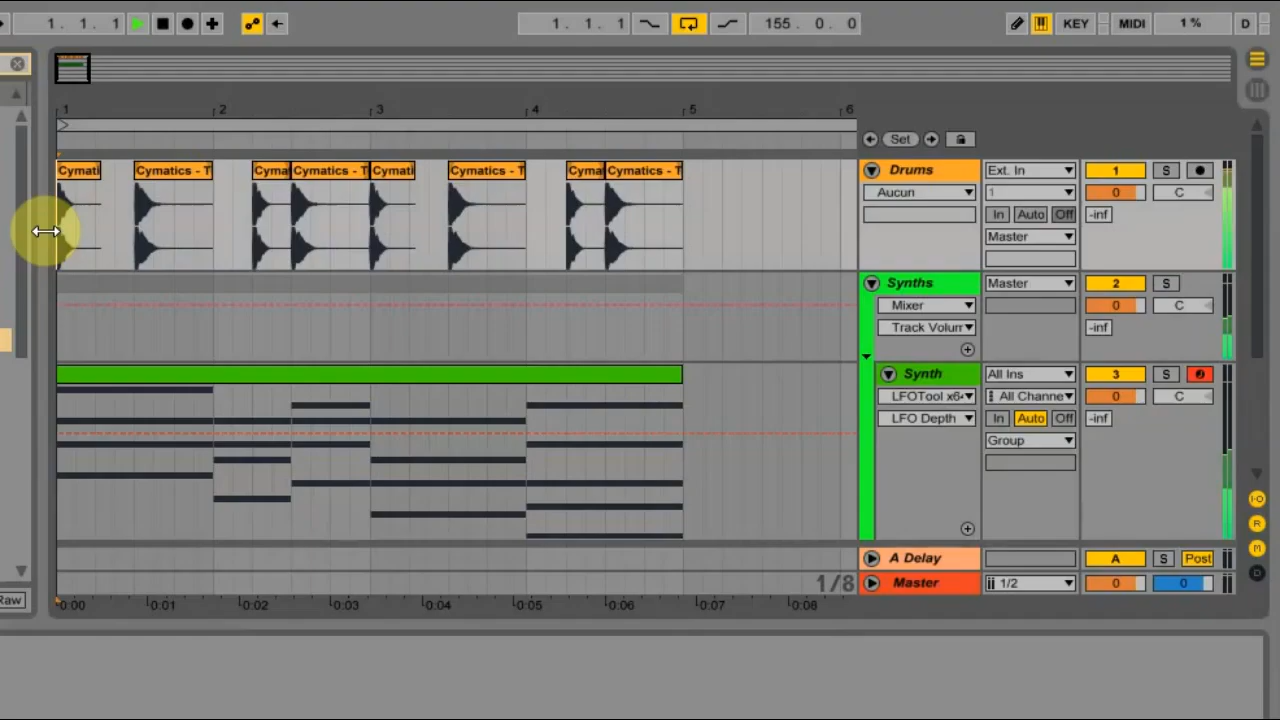 1. 1. 1 1. 1. 1 155. 0. 0 KEY MIDI 1 % D
1 2 3 4 5 6
Set
Cymati Cymatics - T Cyma Cymatics - T Cymati Cymatics - T Cyma Cymatics - T Drums Ext. In 1 S
Aucun 1 0 C
In Auto Off -inf
Master
Synths Master 2 S
Mixer 0 C
Track Volum -inf
Synth All Ins 3 S
LFOTool x64 All Channe 0 C
LFO Depth In Auto Off -inf
Group
I·O
R
M
D
A Delay A S Post
1/8 Master 1/2 0 0
Raw 0:00 0:01 0:02 0:03 0:04 0:05 0:06 0:07 0:08